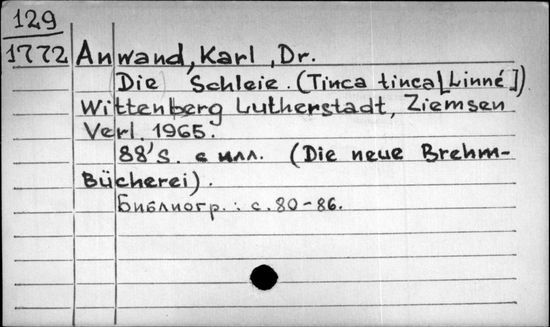 129
1772 Anwand, Karl, Dr.
Die Schleie. (Tinca tinca [Linné])
Wittenberg Lutherstadt, Ziemsen
Verl. 1965.
88 S. с илл. (Die neue Brehm-
Bücherei).
Библиогр.: с. 80-86.